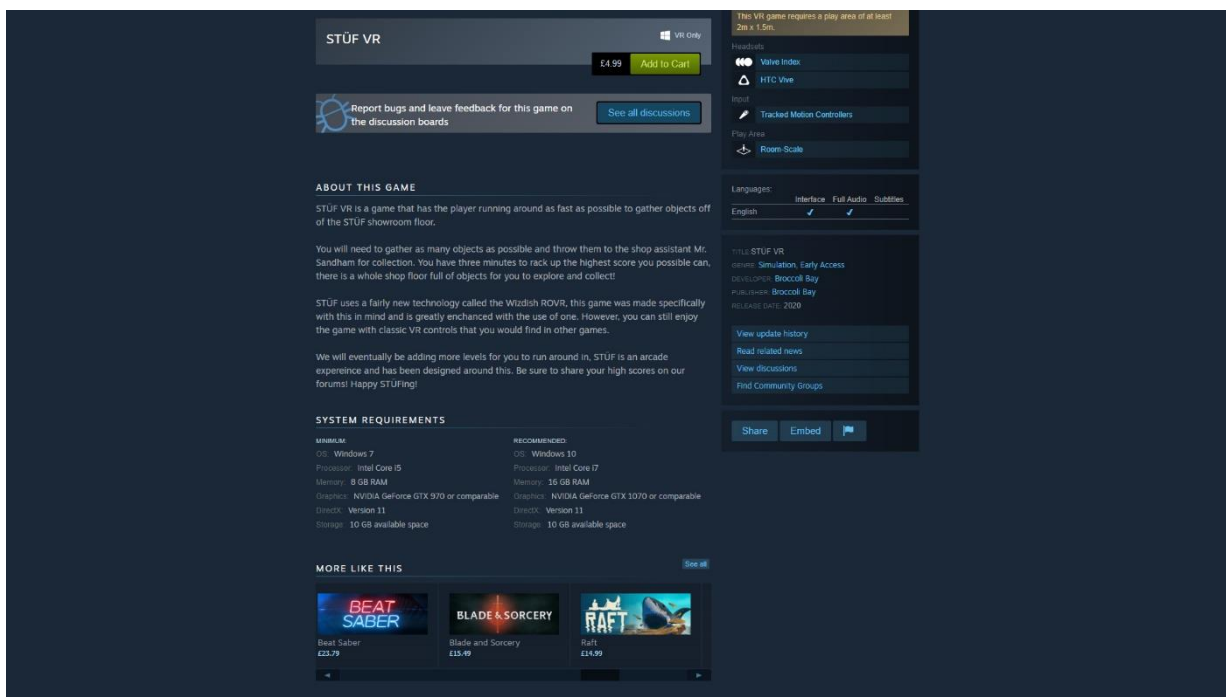 STÜF VR
VR Only
£4.99 Add to Cart
Report bugs and leave feedback for this game on
the discussion boards
See all discussions
ABOUT THIS GAME
STÜF VR is a game that has the player running around as fast as possible to gather objects off
of the STÜF showroom floor.
You will need to gather as many objects as possible and throw them to the shop assistant Mr.
Sandham for collection. You have three minutes to rack up the highest score you possible can,
there is a whole shop floor full of objects for you to explore and collect!
STÜF uses a fairly new technology called the Wizdish ROVR, this game was made specifically
with this in mind and is greatly enchanced with the use of one. However, you can still enjoy
the game with classic VR controls that you would find in other games.
We will eventually be adding more levels for you to run around in, STÜF is an arcade
expereince and has been designed around this. Be sure to share your high scores on our
forums! Happy STÜFing!
SYSTEM REQUIREMENTS
MINIMUM:
OS: Windows 7
Processor: Intel Core i5
Memory: 8 GB RAM
Graphics: NVIDIA GeForce GTX 970 or comparable
DirectX: Version 11
Storage: 10 GB available space
RECOMMENDED:
OS: Windows 10
Processor: Intel Core i7
Memory: 16 GB RAM
Graphics: NVIDIA GeForce GTX 1070 or comparable
DirectX: Version 11
Storage: 10 GB available space
MORE LIKE THIS
See all
BEAT
SABER
Beat Saber
£23.79
BLADE & SORCERY
Blade and Sorcery
£15.49
RAFT
Raft
£14.99
This VR game requires a play area of at least
2m x 1.5m.
Headsets
Valve Index
HTC Vive
Input
Tracked Motion Controllers
Play Area
Room-Scale
Languages:
Interface Full Audio Subtitles
English ✔ ✔
TITLE: STÜF VR
GENRE: Simulation, Early Access
DEVELOPER: Broccoli Bay
PUBLISHER: Broccoli Bay
RELEASE DATE: 2020
View update history
Read related news
View discussions
Find Community Groups
Share Embed